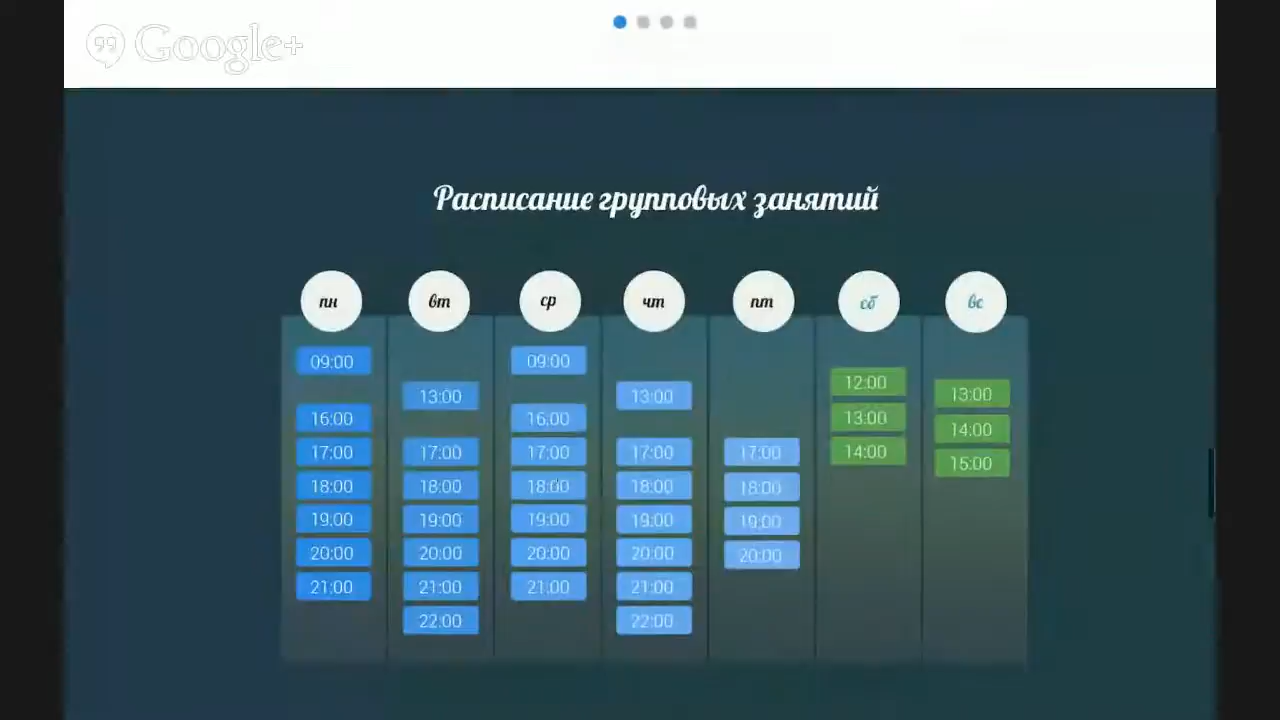 Google+
Расписание групповых занятий
пн вт ср чт пт сб вс
09:00 09:00
12:00
13:00 13:00 13:00 13:00
16:00 16:00 14:00 14:00
17:00 17:00 17:00 17:00 17:00 15:00
18:00 18:00 18:00 18:00 18:00
19:00 19:00 19:00 19:00 19:00
20:00 20:00 20:00 20:00 20:00
21:00 21:00 21:00 21:00
22:00 22:00